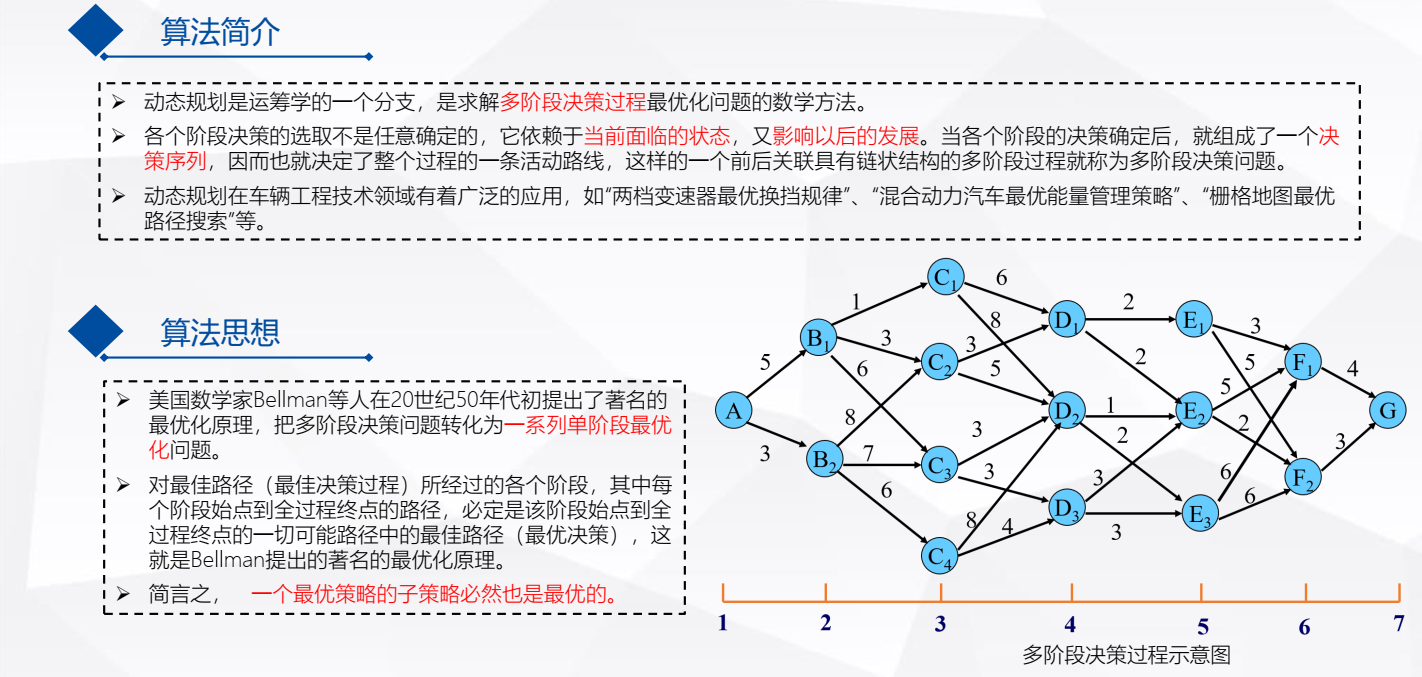 算法简介
➢ 动态规划是运筹学的一个分支，是求解多阶段决策过程最优化问题的数学方法。
➢ 各个阶段决策的选取不是任意确定的，它依赖于当前面临的状态，又影响以后的发展。当各个阶段的决策确定后，就组成了一个决
策序列，因而也就决定了整个过程的一条活动路线，这样的一个前后关联具有链状结构的多阶段过程就称为多阶段决策问题。
➢ 动态规划在车辆工程技术领域有着广泛的应用，如“两档变速器最优换挡规律”、“混合动力汽车最优能量管理策略”、“栅格地图最优
路径搜索”等。
算法思想
➢ 美国数学家Bellman等人在20世纪50年代初提出了著名的
最优化原理，把多阶段决策问题转化为一系列单阶段最优
化问题。
➢ 对最佳路径（最佳决策过程）所经过的各个阶段，其中每
个阶段始点到全过程终点的路径，必定是该阶段始点到全
过程终点的一切可能路径中的最佳路径（最优决策），这
就是Bellman提出的著名的最优化原理。
➢ 简言之， 一个最优策略的子策略必然也是最优的。
A
5
3
B₁
B₂
1
3
6
8
7
6
C₁
C₂
C₃
C₄
6
8
3
5
3
3
8
4
D₁
D₂
D₃
2
2
1
2
3
3
E₁
E₂
E₃
3
5
5
2
6
6
F₁
F₂
4
3
G
1 2 3 4 5 6 7
多阶段决策过程示意图